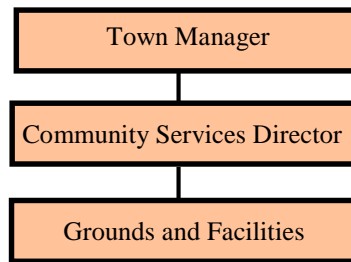 Town Manager
Community Services Director
Grounds and Facilities